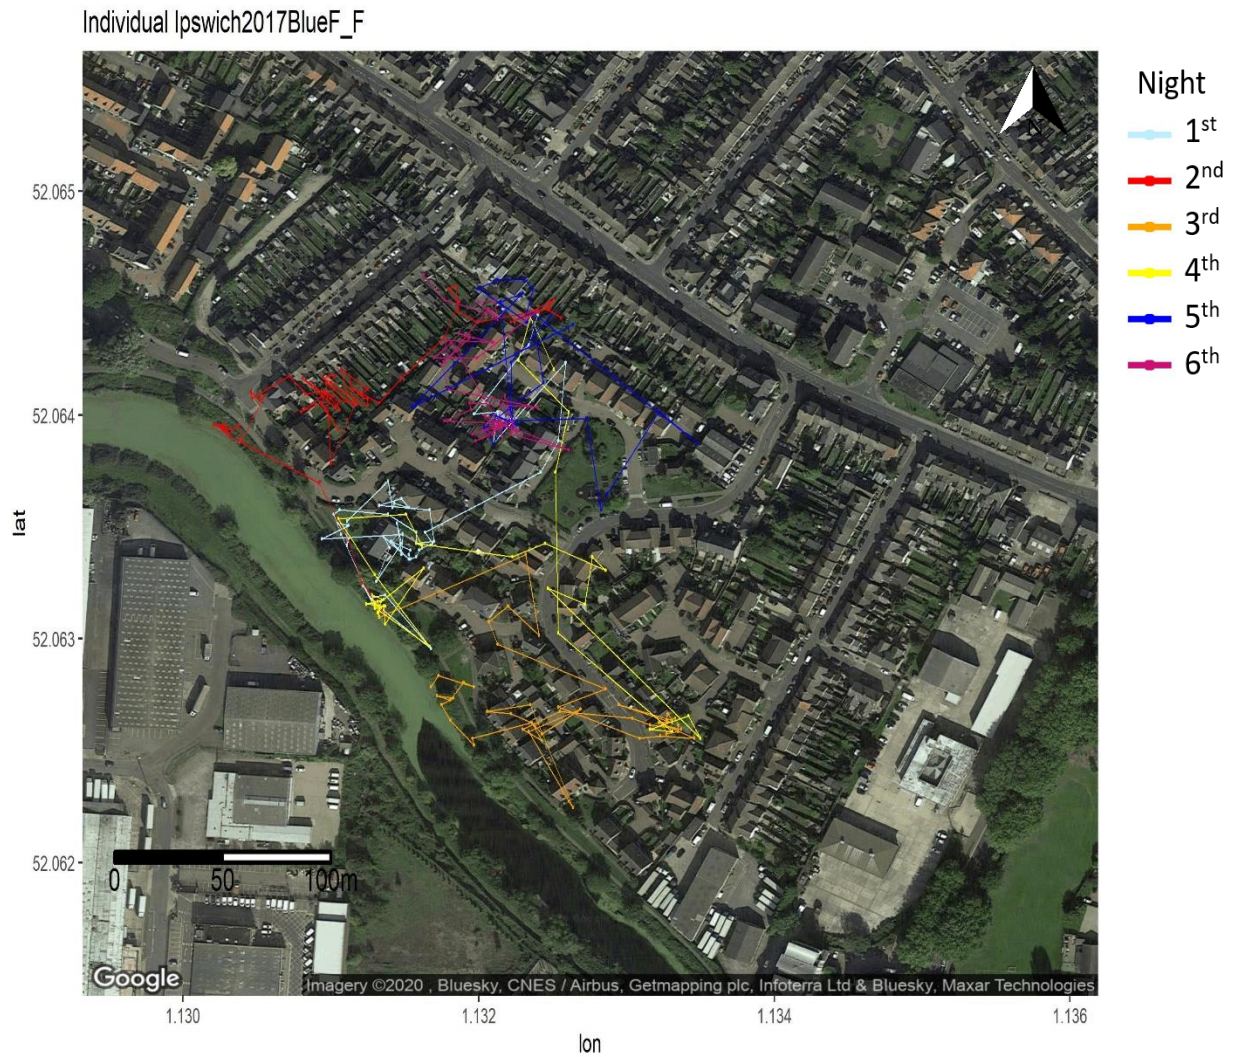 Individual Ipswich2017BlueF_F
Night
1st
2nd
3rd
4th
5th
6th
N
52.065
52.064
52.063
52.062
lat
0 50 100m
Google
Imagery ©2020 , Bluesky, CNES / Airbus, Getmapping plc, Infoterra Ltd & Bluesky, Maxar Technologies
1.130 1.132 1.134 1.136
lon